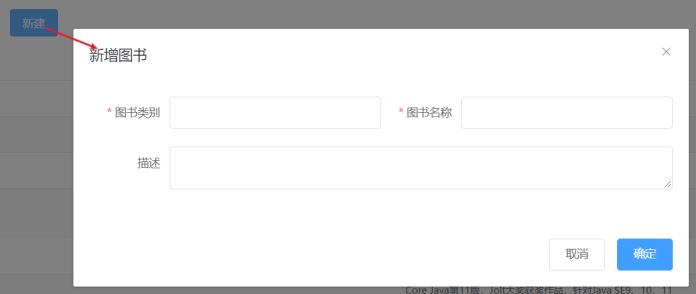 新建
新增图书
* 图书类别
* 图书名称
描述
取消
确定
Core Java第11版，Jolt大奖获奖作品，针对Java SE9、10、11